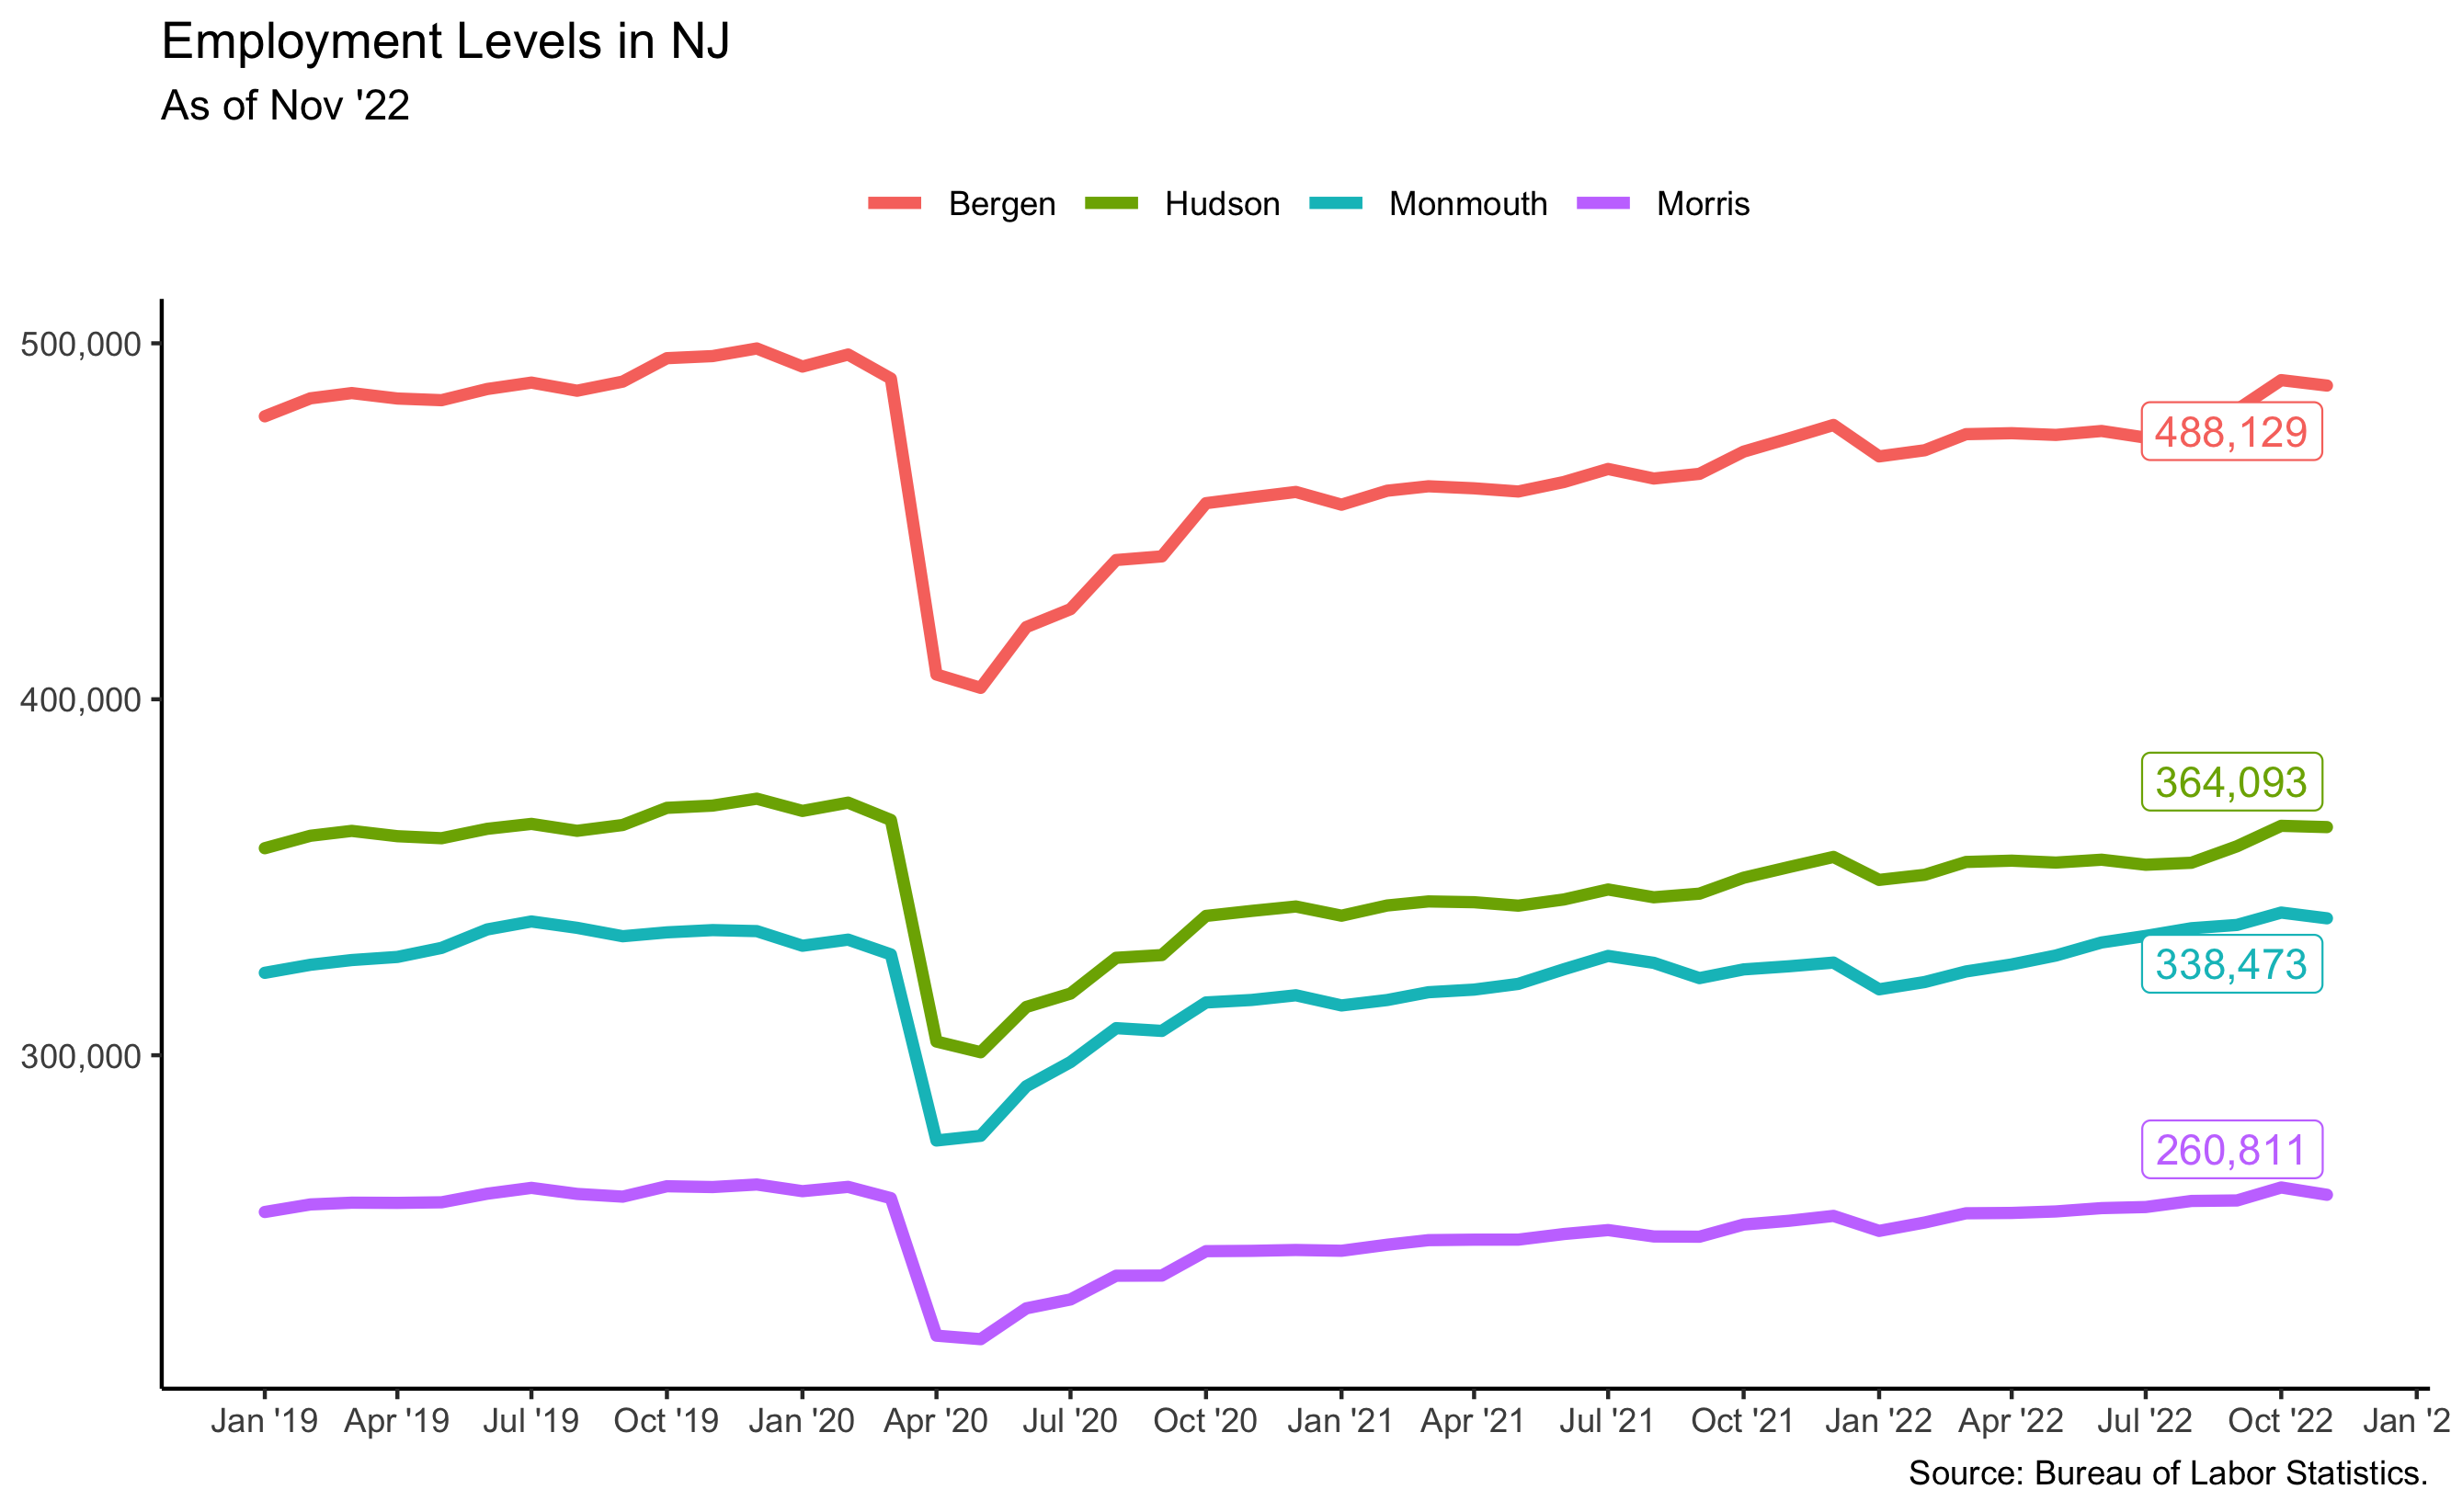 Employment Levels in NJ
As of Nov '22
Bergen Hudson Monmouth Morris
500,000
488,129
400,000
364,093
338,473
300,000
260,811
Jan '19 Apr '19 Jul '19 Oct '19 Jan '20 Apr '20 Jul '20 Oct '20 Jan '21 Apr '21 Jul '21 Oct '21 Jan '22 Apr '22 Jul '22 Oct '22 Jan '2
Source: Bureau of Labor Statistics.